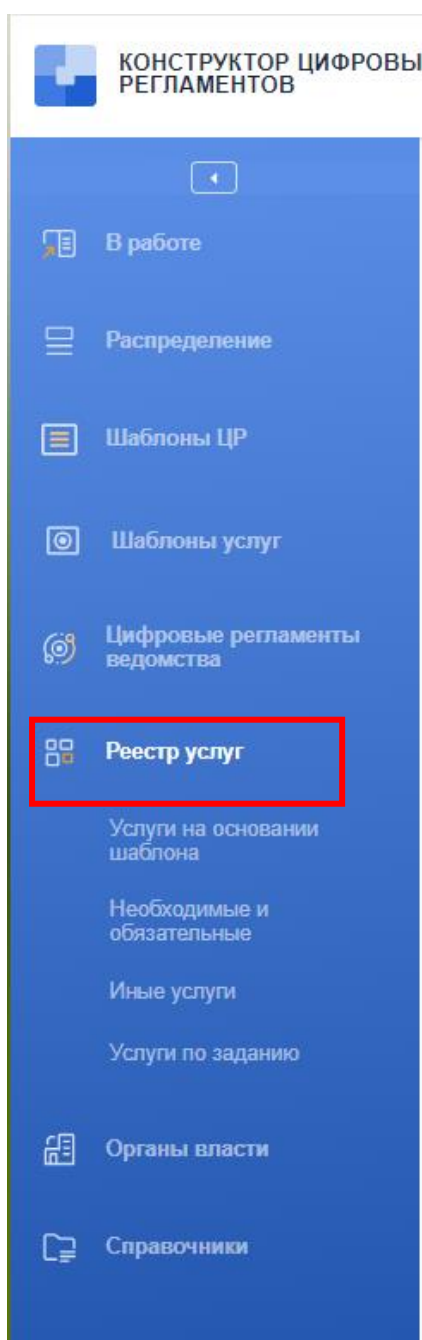 КОНСТРУКТОР ЦИФРОВЫ
РЕГЛАМЕНТОВ
В работе
Распределение
Шаблоны ЦР
Шаблоны услуг
Цифровые регламенты
ведомства
Реестр услуг
Услуги на основании
шаблона
Необходимые и
обязательные
Иные услуги
Услуги по заданию
Органы власти
Справочники